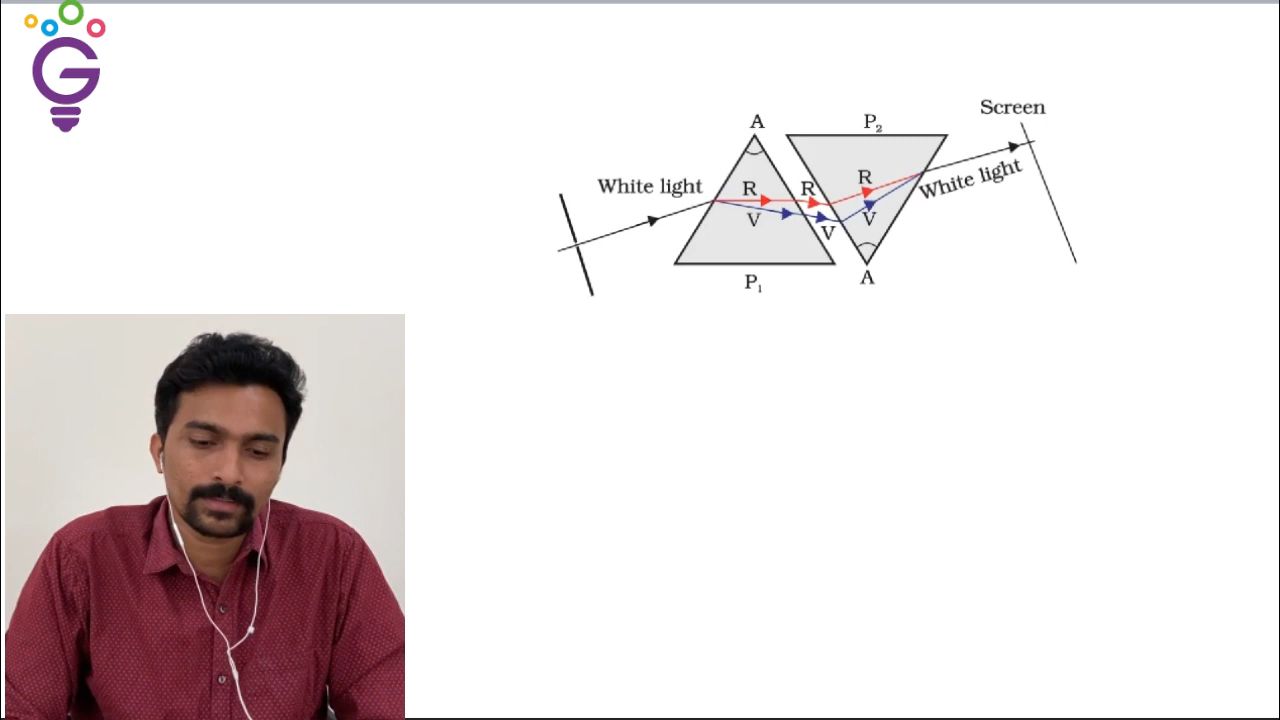 Screen
A
P₂
White light
R
R
R
V
V
V
White light
P₁
A